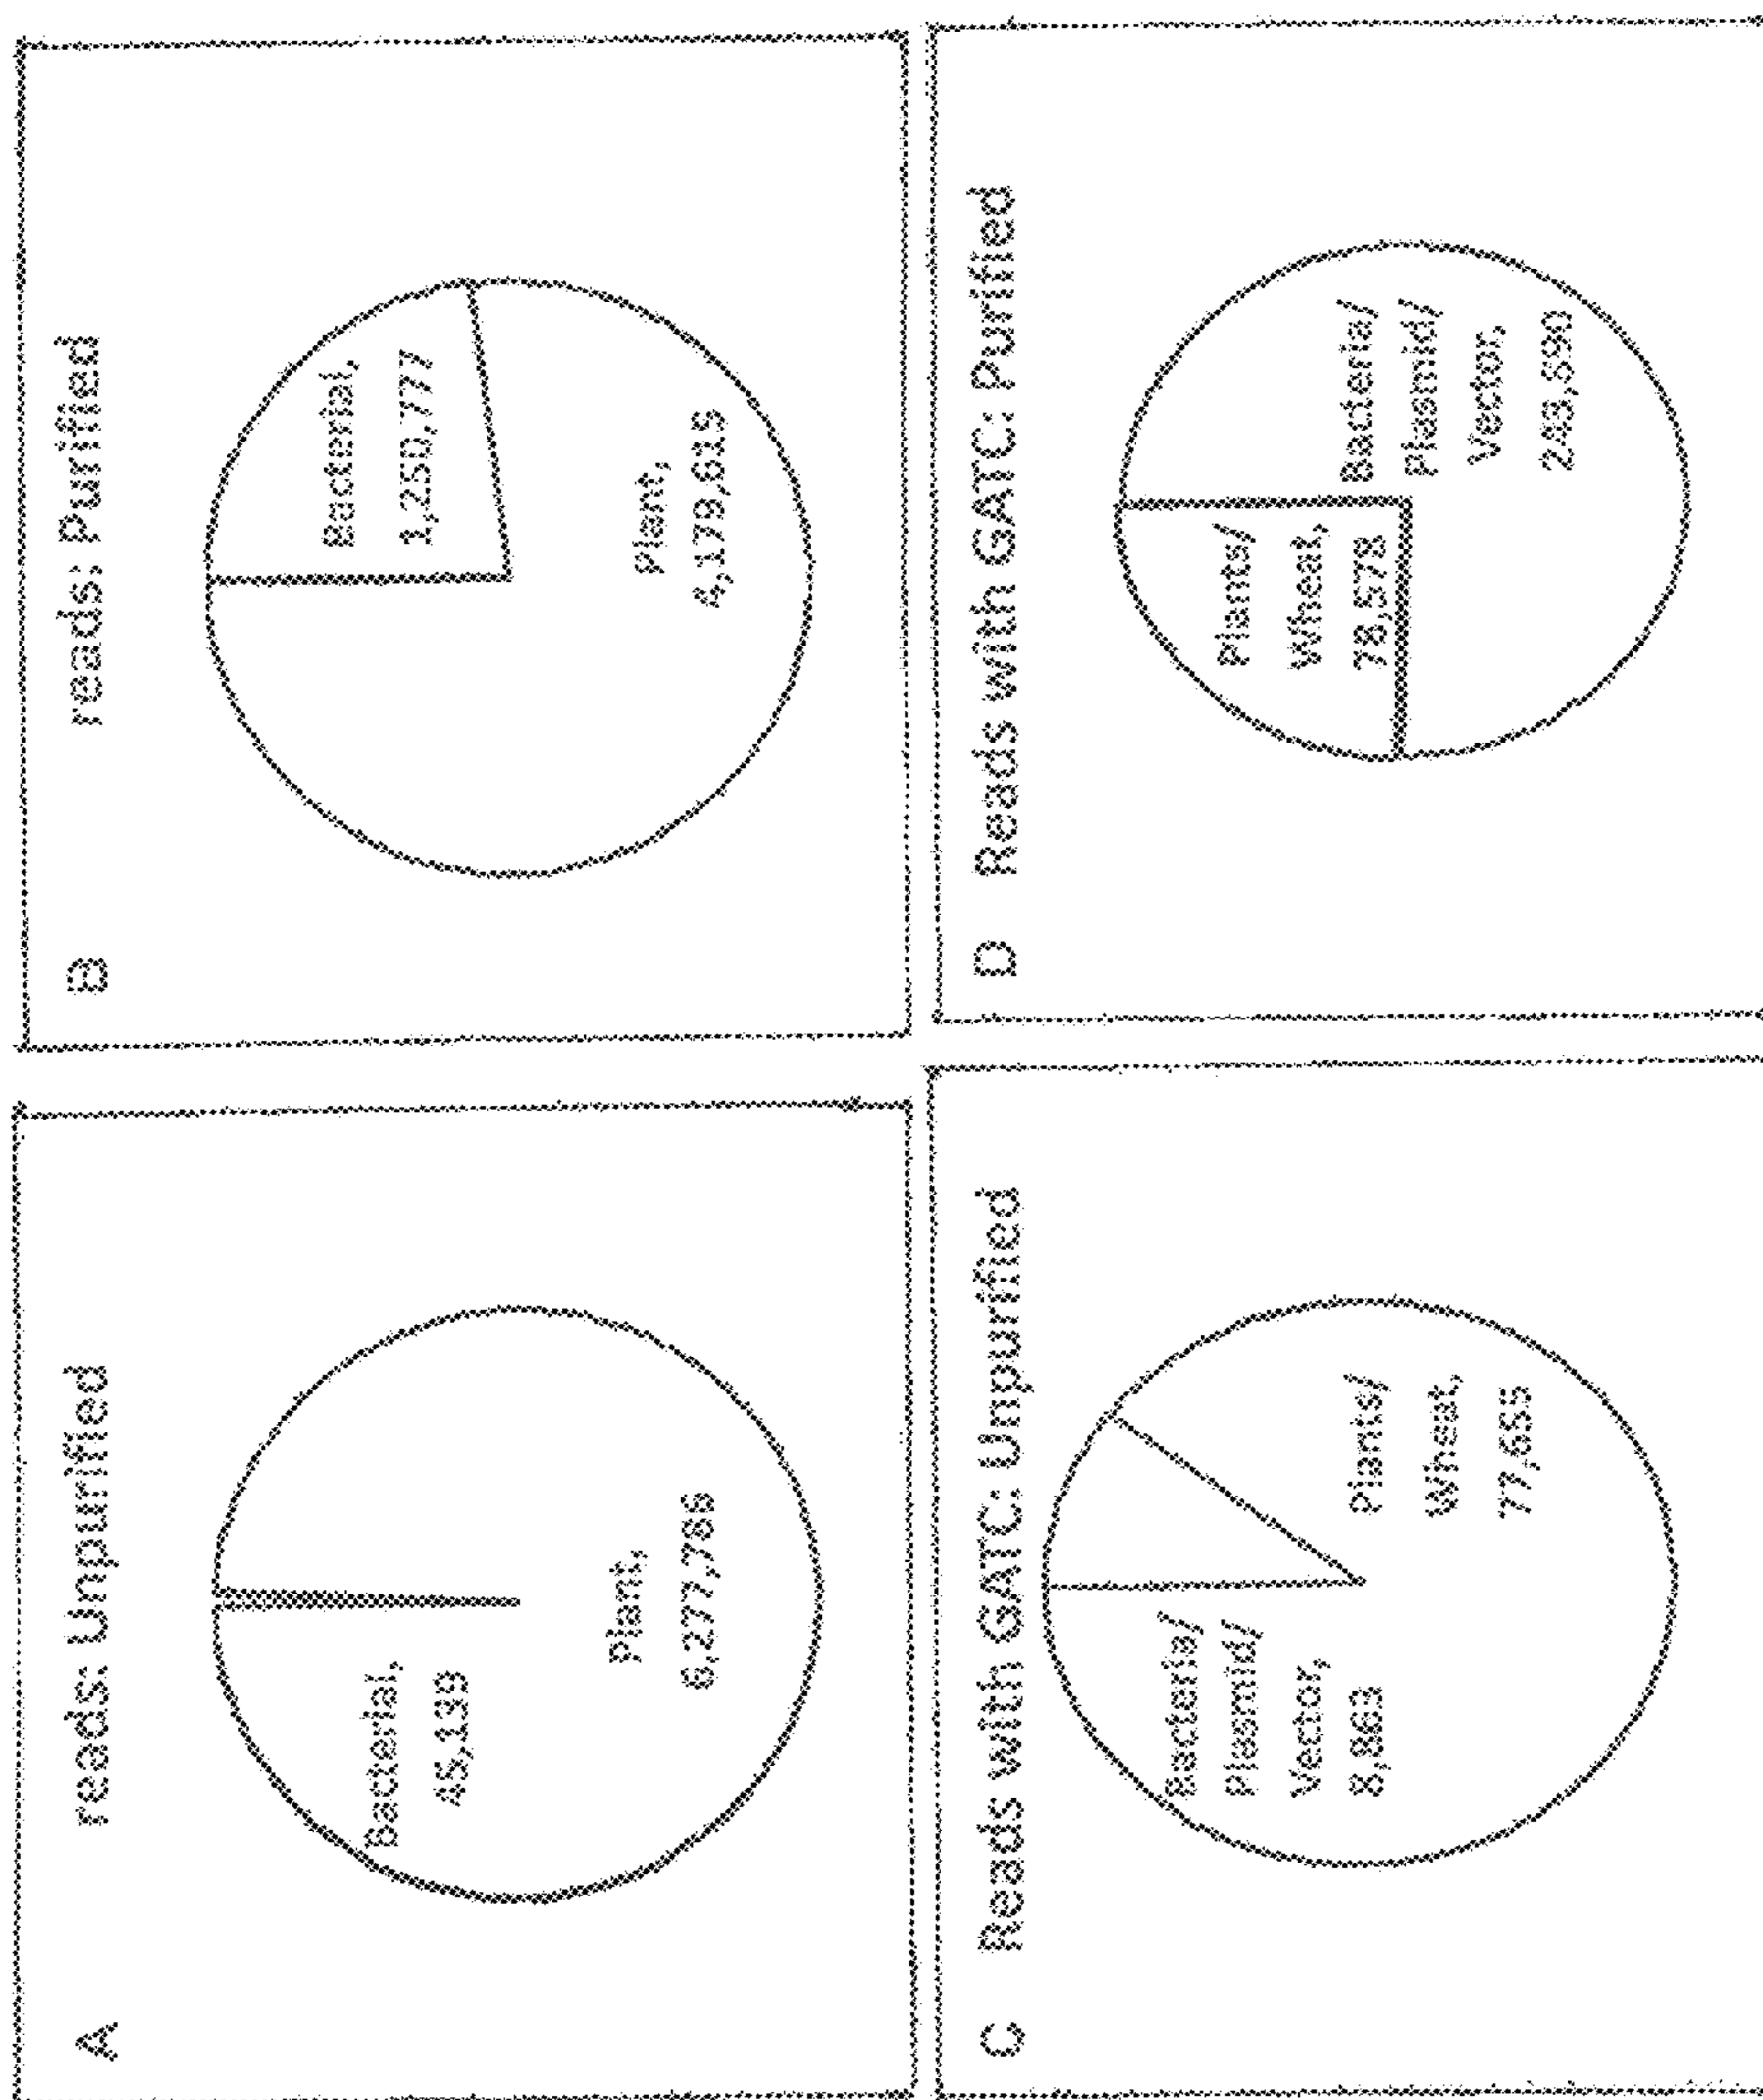 A
reads: Unpurified
Bacterial,
45,139
Plant,
6,277,786
B
reads: Purified
Bacterial,
1,250,777
Plant,
4,179,615
C
Reads with GATC: Unpurified
Bacteria/
Plasmid/
Vector,
8,863
Plants/
Wheat,
77,655
D
Reads with GATC: Purified
Plants/
Wheat,
78,578
Bacteria/
Plasmid/
Vector,
243,590